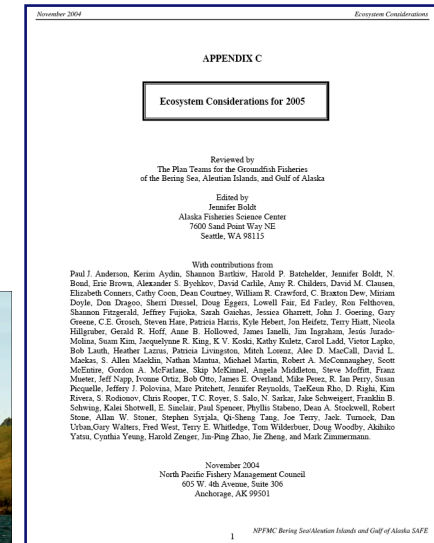 November 2004 Ecosystem Considerations
APPENDIX C
Ecosystem Considerations for 2005
Reviewed by
The Plan Teams for the Groundfish Fisheries
of the Bering Sea, Aleutian Islands, and Gulf of Alaska
Edited by
Jennifer Boldt
Alaska Fisheries Science Center
7600 Sand Point Way NE
Seattle, WA 98115
With contributions from
Paul J. Anderson, Kerim Aydin, Shannon Bartkiw, Harold P. Batchelder, Jennifer Boldt, N.
Bond, Eric Brown, Alexander S. Bychkov, David Carlile, Amy R. Childers, David M. Clausen,
Elizabeth Conners, Cathy Coon, Dean Courtney, William R. Crawford, C. Braxton Dew, Miriam
Doyle, Don Dragoo, Sherri Dressel, Doug Eggers, Lowell Fair, Ed Farley, Ron Felthoven,
Shannon Fitzgerald, Jeffrey Fujioka, Sarah Gaichas, Jessica Gharrett, John J. Goering, Gary
Greene, C.E. Grosch, Steven Hare, Patricia Harris, Kyle Hebert, Jon Heifetz, Terry Hiatt, Nicola
Hillgruber, Gerald R. Hoff, Anne B. Hollowed, James Ianelli, Jim Ingraham, Jesús Jurado-
Molina, Suam Kim, Jacquelynne R. King, K V. Koski, Kathy Kuletz, Carol Ladd, Victor Lapko,
Bob Lauth, Heather Lazrus, Patricia Livingston, Mitch Lorenz, Alec D. MacCall, David L.
Mackas, S. Allen Macklin, Nathan Mantua, Michael Martin, Robert A. McConnaughey, Scott
McEntire, Gordon A. McFarlane, Skip McKinnel, Angela Middleton, Steve Moffitt, Franz
Mueter, Jeff Napp, Ivonne Ortiz, Bob Otto, James E. Overland, Mike Perez, R. Ian Perry, Susan
Picquelle, Jeffery J. Polovina, Marc Pritchett, Jennifer Reynolds, TaeKeun Rho, D. Righi, Kim
Rivera, S. Rodionov, Chris Rooper, T.C. Royer, S. Salo, N. Sarkar, Jake Schweigert, Franklin B.
Schwing, Kalei Shotwell, E. Sinclair, Paul Spencer, Phyllis Stabeno, Dean A. Stockwell, Robert
Stone, Allan W. Stoner, Stephen Syrjala, Qi-Sheng Tang, Joe Terry, Jack. Turnock, Dan
Urban,Gary Walters, Fred West, Terry E. Whitledge, Tom Wilderbuer, Doug Woodby, Akihiko
Yatsu, Cynthia Yeung, Harold Zenger, Jin-Ping Zhao, Jie Zheng, and Mark Zimmermann.
November 2004
North Pacific Fishery Management Council
605 W. 4th Avenue, Suite 306
Anchorage, AK 99501
NPFMC Bering Sea/Aleutian Islands and Gulf of Alaska SAFE
1